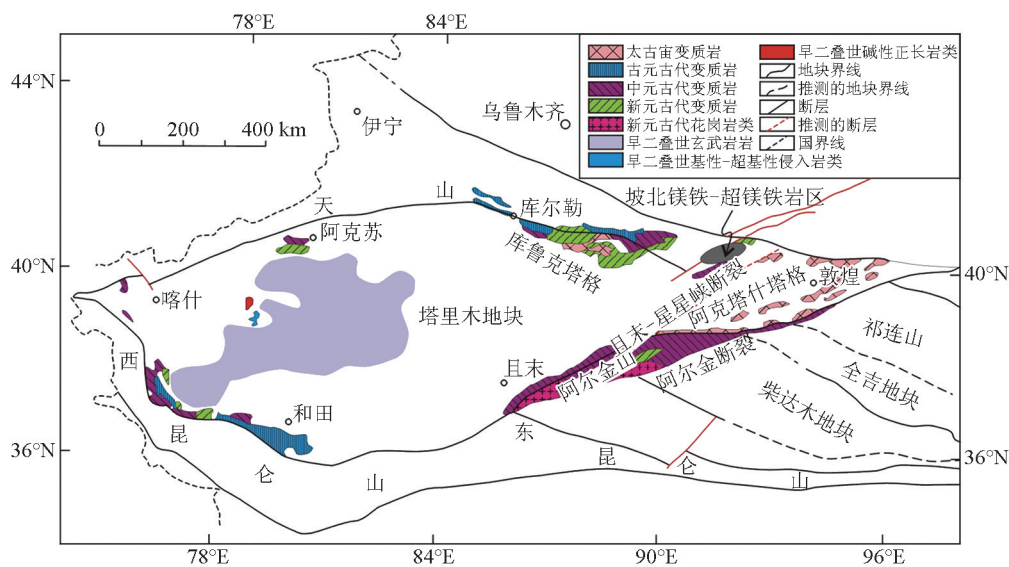 78°E
84°E
44°N
40°N
36°N
40°N
36°N
78°E
84°E
90°E
96°E
0
200
400 km
太古宙变质岩
古元古代变质岩
中元古代变质岩
新元古代变质岩
新元古代花岗岩类
早二叠世玄武岩岩
早二叠世基性-超基性侵入岩类
早二叠世碱性正长岩类
地块界线
推测的地块界线
断层
推测的断层
国界线
乌鲁木齐
伊宁
坡北镁铁-超镁铁岩区
天
山
库尔勒
阿克苏
库鲁克塔格
喀什
塔里木地块
且末-星星峡断裂
阿克塔什塔格
敦煌
祁连山
全吉地块
柴达木地块
且末
阿尔金山
阿尔金断裂
和田
西
昆
仑
山
东
昆
仑
山